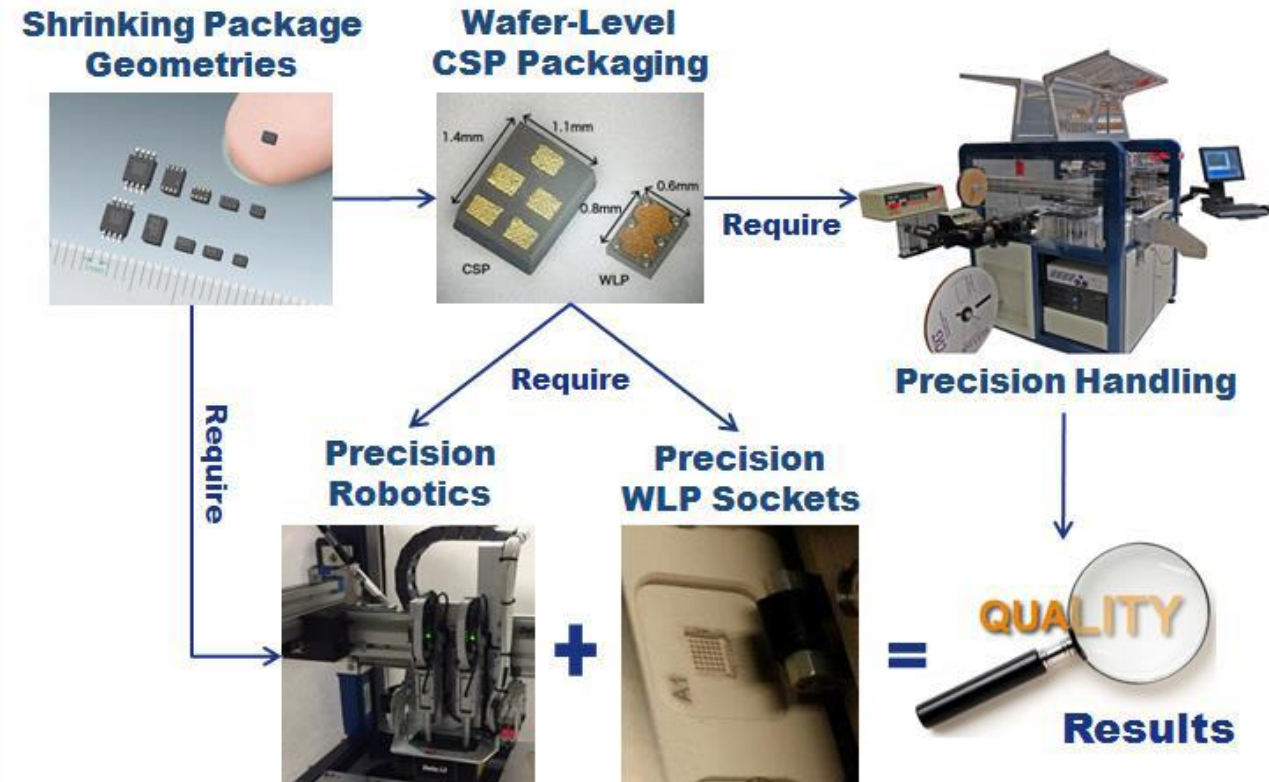 Shrinking Package
Geometries
Wafer-Level
CSP Packaging
1.4mm
1.1mm
0.8mm
0.6mm
CSP
WLP
Require
Require
Require
Precision Handling
Precision
Robotics
Precision
WLP Sockets
A1
+
=
QUALITY
Results